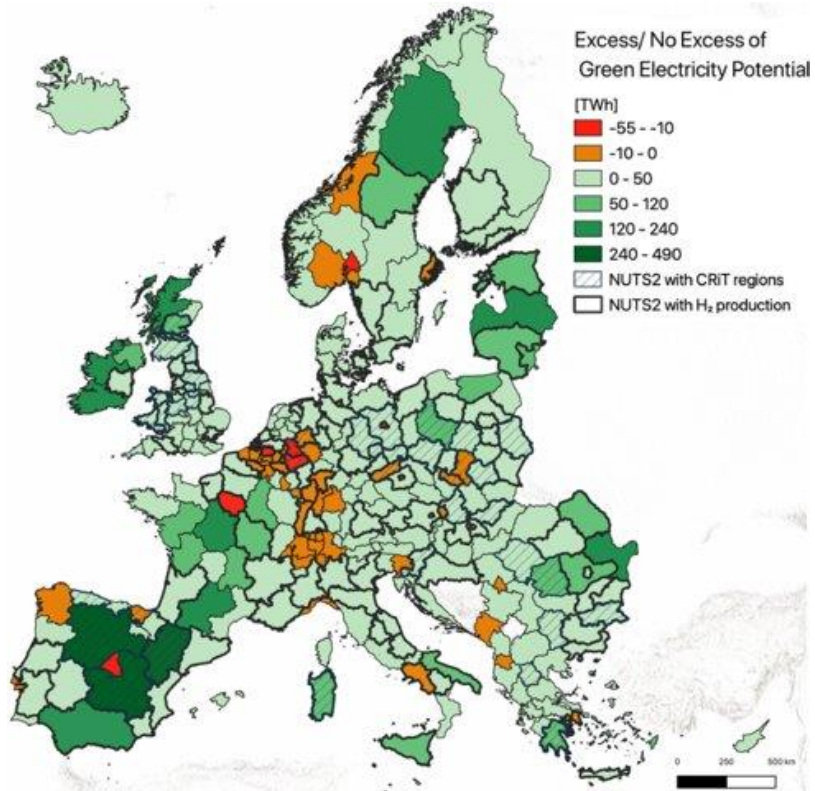 Excess/ No Excess of
Green Electricity Potential
[TWh]
-55 - -10
-10 - 0
0 - 50
50 - 120
120 - 240
240 - 490
NUTS2 with CRiT regions
NUTS2 with H₂ production
0 250 500 km